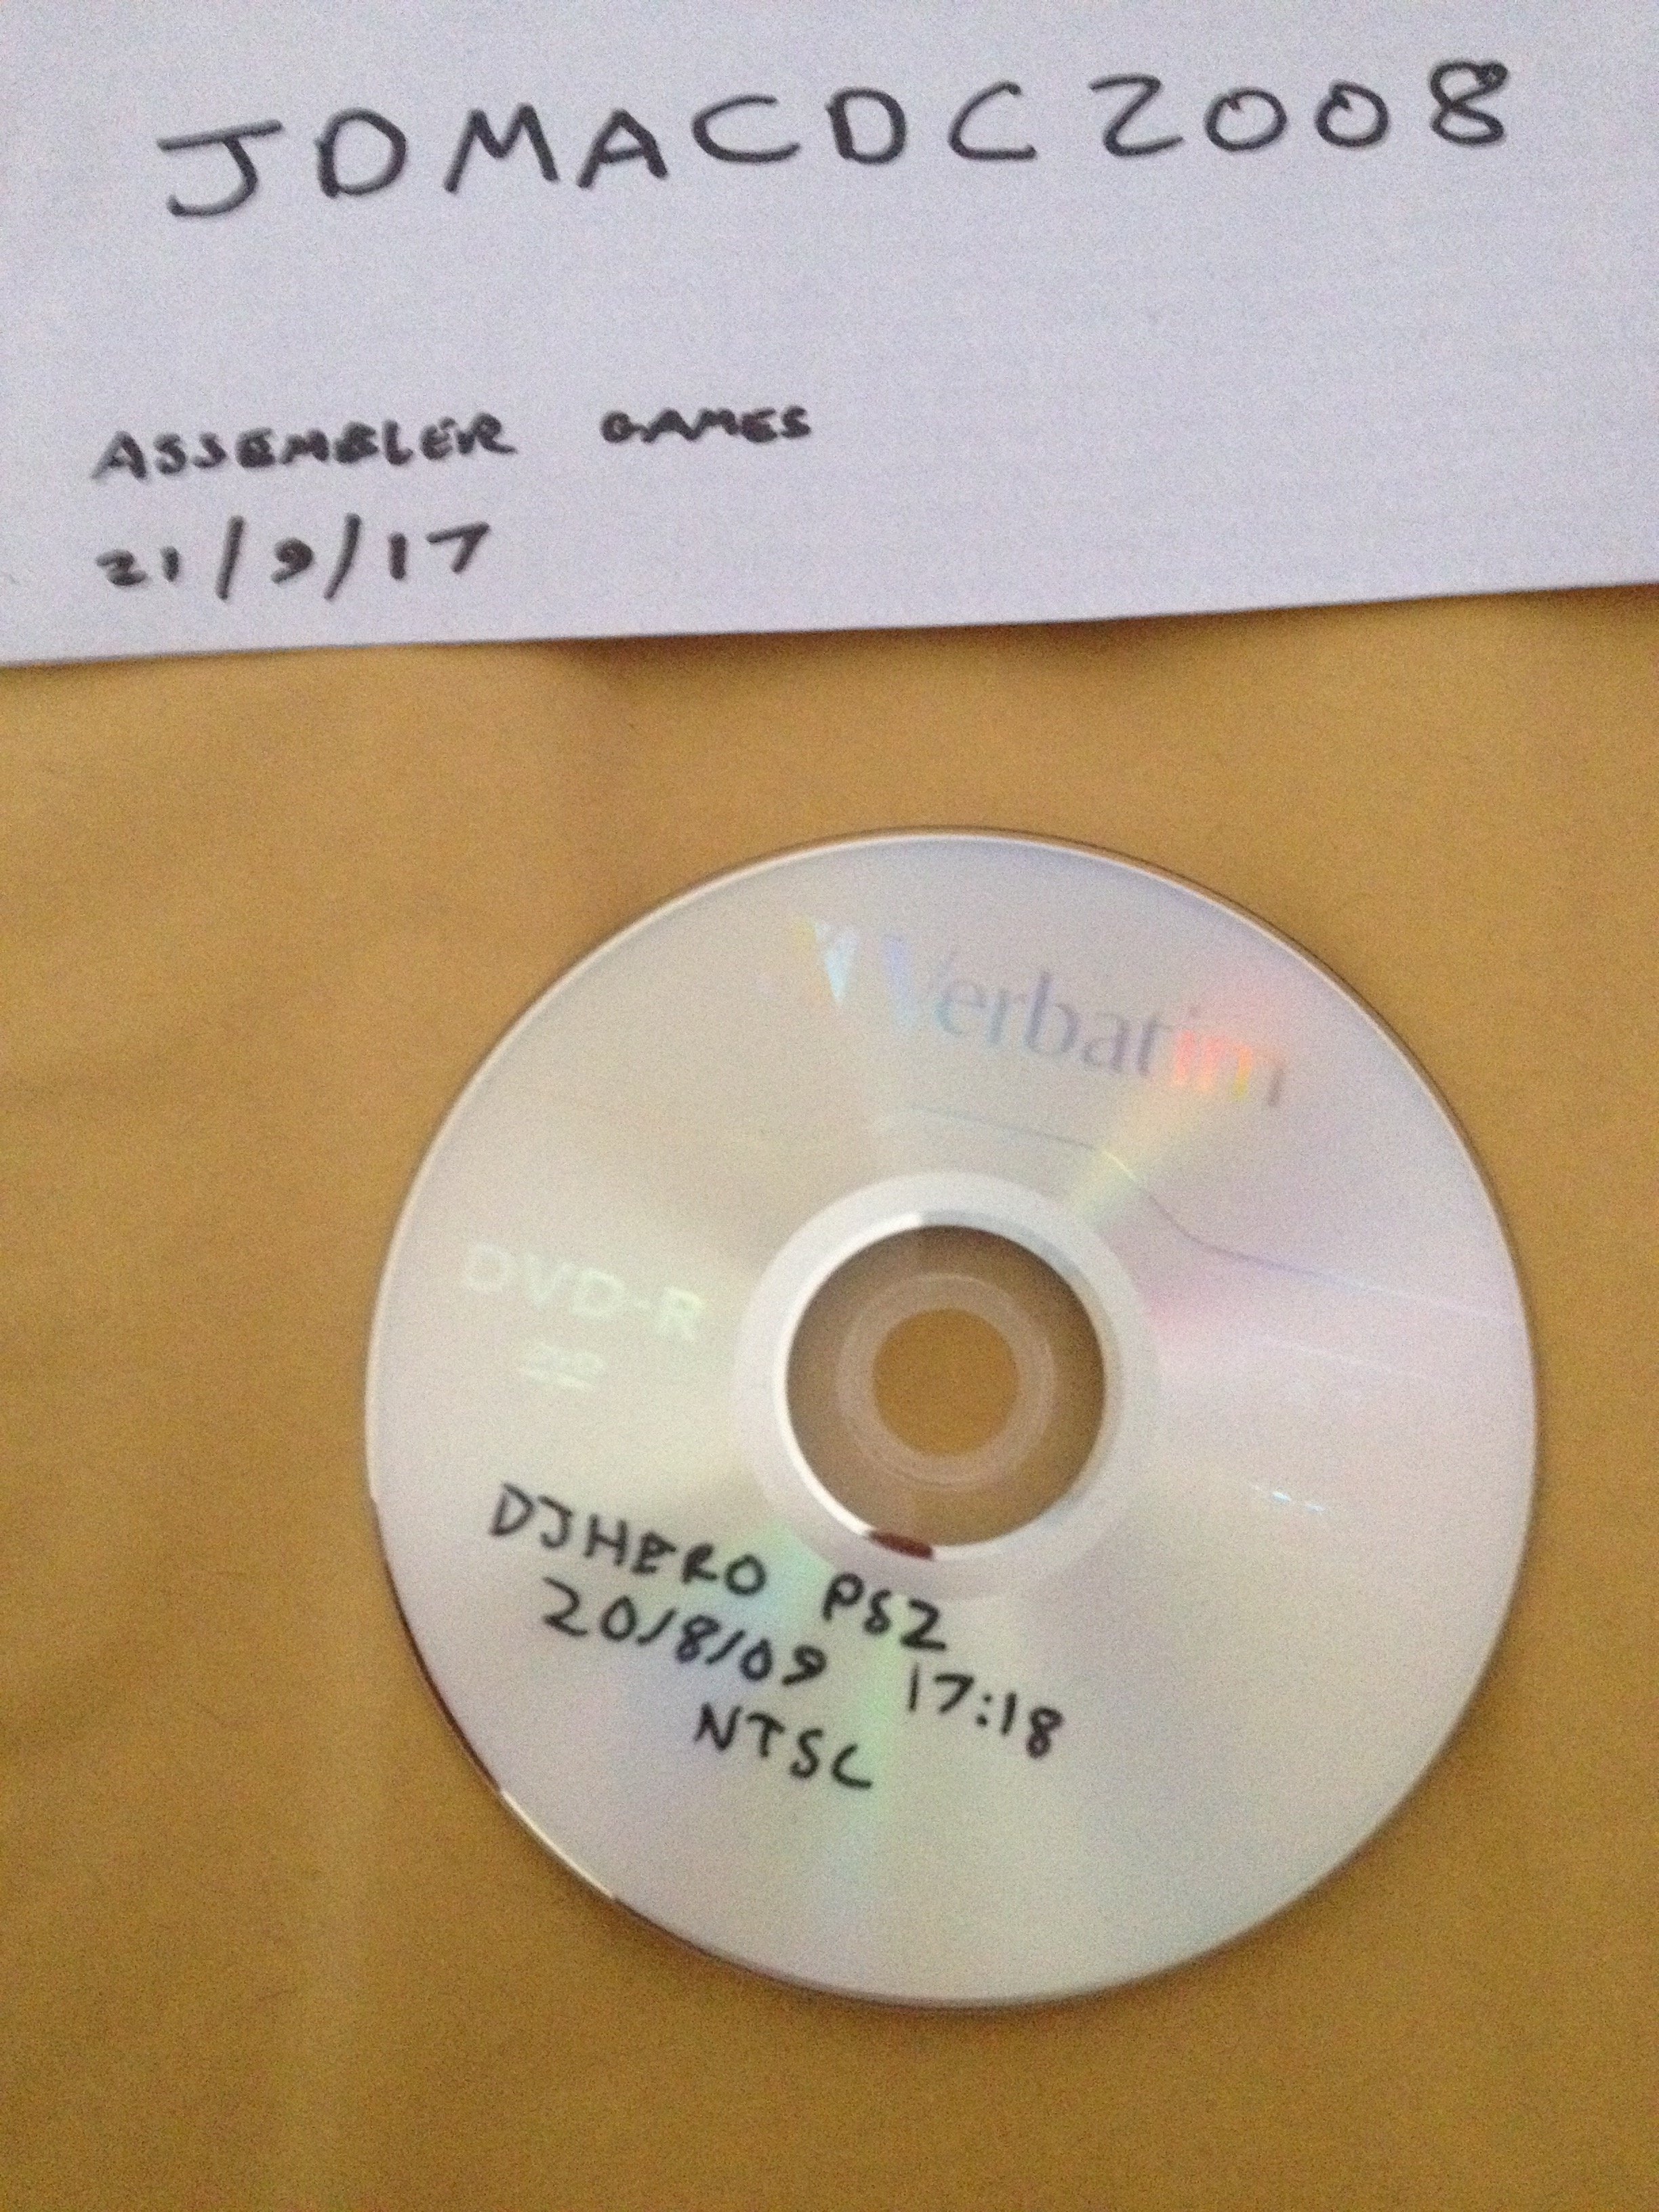 JDMACDC2008
ASSEMBLER GAMES
21/9/17
Verbatim
DVD-R
DJHERO PS2
20/8/09 17:18
NTSC